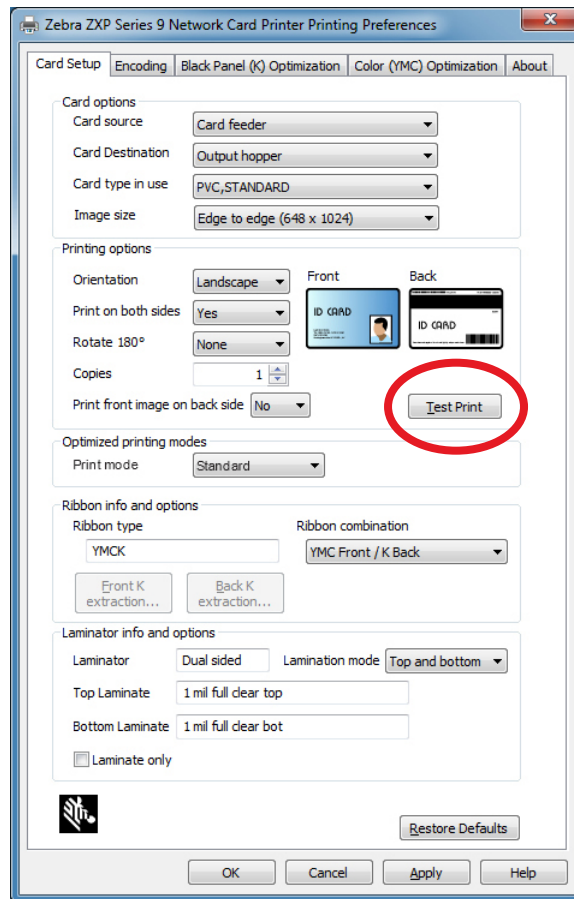 Zebra ZXP Series 9 Network Card Printer Printing Preferences
Card Setup Encoding Black Panel (K) Optimization Color (YMC) Optimization About
Card options
Card source Card feeder
Card Destination Output hopper
Card type in use PVC,STANDARD
Image size Edge to edge (648 x 1024)
Printing options
Orientation Landscape Front Back
Print on both sides Yes ID CARD ID CARD
Rotate 180° None
Copies 1
Print front image on back side No Test Print
Optimized printing modes
Print mode Standard
Ribbon info and options
Ribbon type Ribbon combination
YMCK YMC Front / K Back
Front K extraction... Back K extraction...
Laminator info and options
Laminator Dual sided Lamination mode Top and bottom
Top Laminate 1 mil full clear top
Bottom Laminate 1 mil full clear bot
Laminate only
Restore Defaults
OK Cancel Apply Help